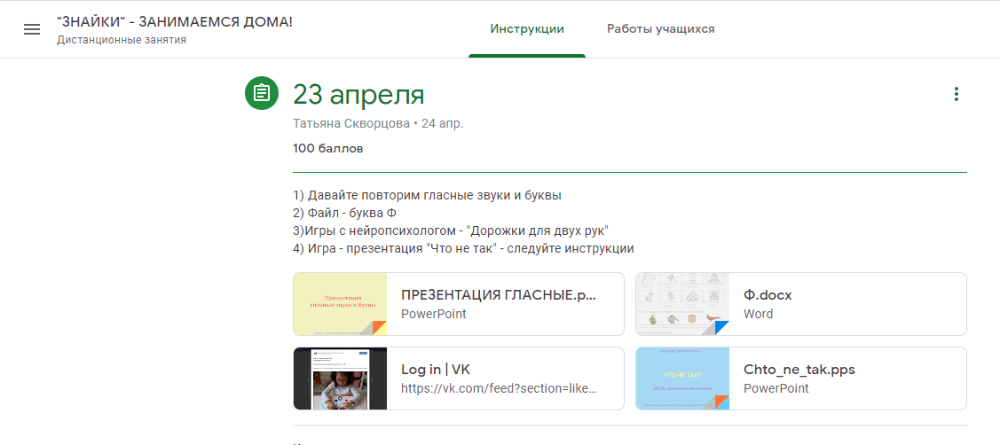 "ЗНАЙКИ" - ЗАНИМАЕМСЯ ДОМА!
Дистанционные занятия
Инструкции
Работы учащихся
23 апреля
Татьяна Скворцова • 24 апр.
100 баллов
1) Давайте повторим гласные звуки и буквы
2) Файл - буква Ф
3)Игры с нейропсихологом - "Дорожки для двух рук"
4) Игра - презентация "Что не так" - следуйте инструкции
Презентация
гласные звуки и буквы
ПРЕЗЕНТАЦИЯ ГЛАСНЫЕ.p...
PowerPoint
Ф.docx
Word
Log in | VK
https://vk.com/feed?section=like...
ЧТО НЕ ТАК?
Chto_ne_tak.pps
PowerPoint